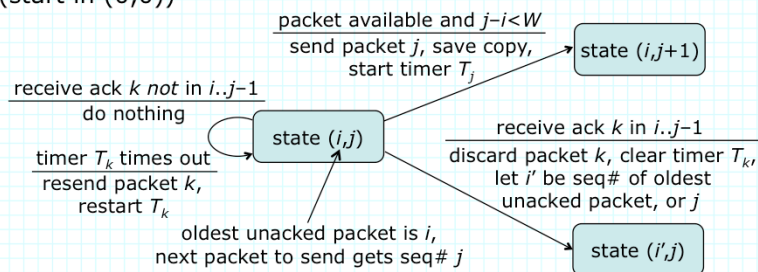 (start in (0,0))
packet available and j–i<W
send packet j, save copy,
start timer Tj
state (i,j+1)
receive ack k not in i..j–1
do nothing
state (i,j)
timer Tk times out
resend packet k,
restart Tk
receive ack k in i..j–1
discard packet k, clear timer Tk,
let i’ be seq# of oldest
unacked packet, or j
oldest unacked packet is i,
next packet to send gets seq# j
state (i’,j)